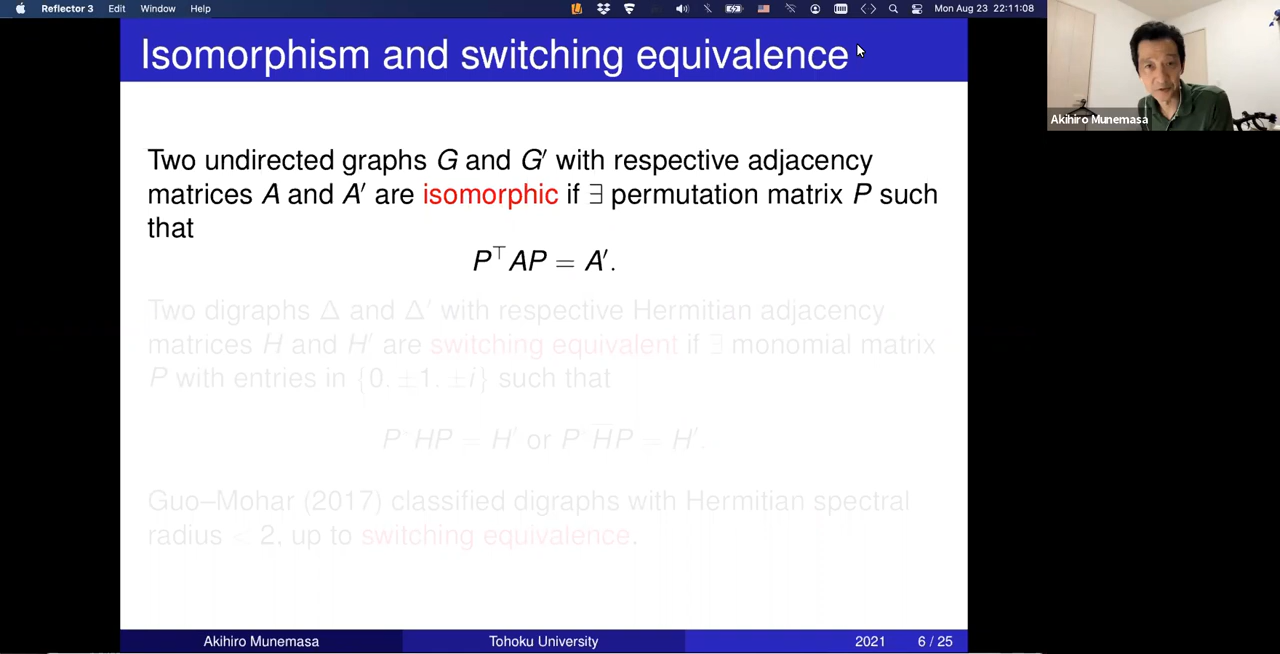 Reflector 3 Edit Window Help Mon Aug 23 22:11:08
Isomorphism and switching equivalence
Akihiro Munemasa
Two undirected graphs G and G′ with respective adjacency
matrices A and A′ are isomorphic if ∃ permutation matrix P such
that
P⊤AP = A′.
Two digraphs Δ and Δ′ with respective Hermitian adjacency
matrices H and H′ are switching equivalent if ∃ monomial matrix
P with entries in {0, ±1, ±i} such that
P*HP = H′ or P*H̅P = H′.
Guo–Mohar (2017) classified digraphs with Hermitian spectral
radius < 2, up to switching equivalence.
Akihiro Munemasa Tohoku University 2021 6 / 25